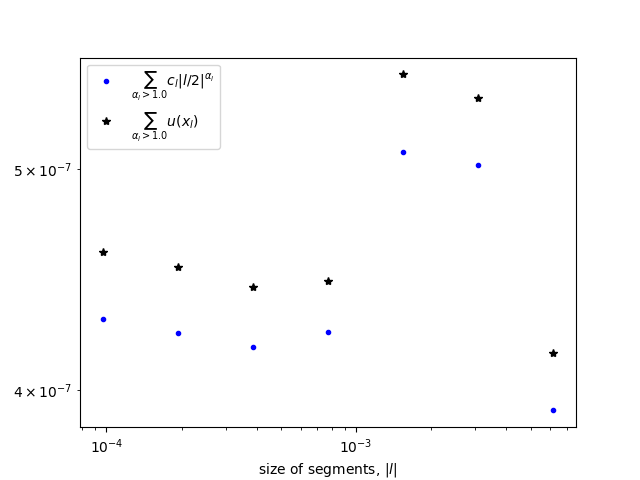 ∑_{α_l>1.0} c_l|l/2|^{α_l}
∑_{α_l>1.0} u(x_l)
5 × 10⁻⁷
4 × 10⁻⁷
10⁻⁴ 10⁻³
size of segments, |l|